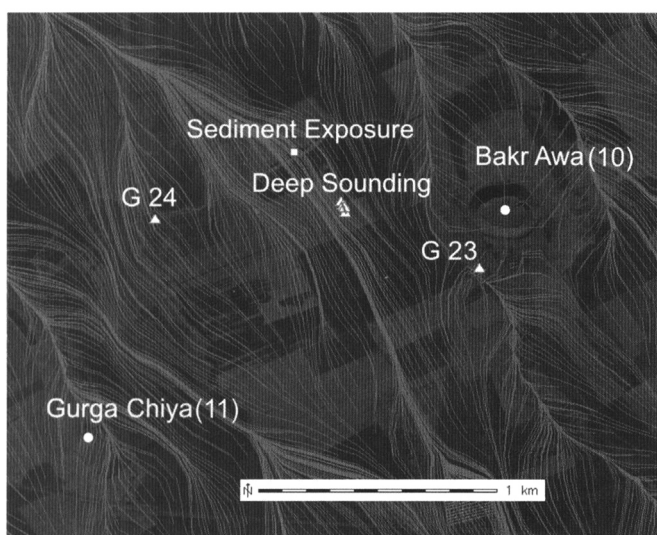 Sediment Exposure
Bakr Awa (10)
Deep Sounding
G 24
G 23
Gurga Chiya (11)
N 1 km